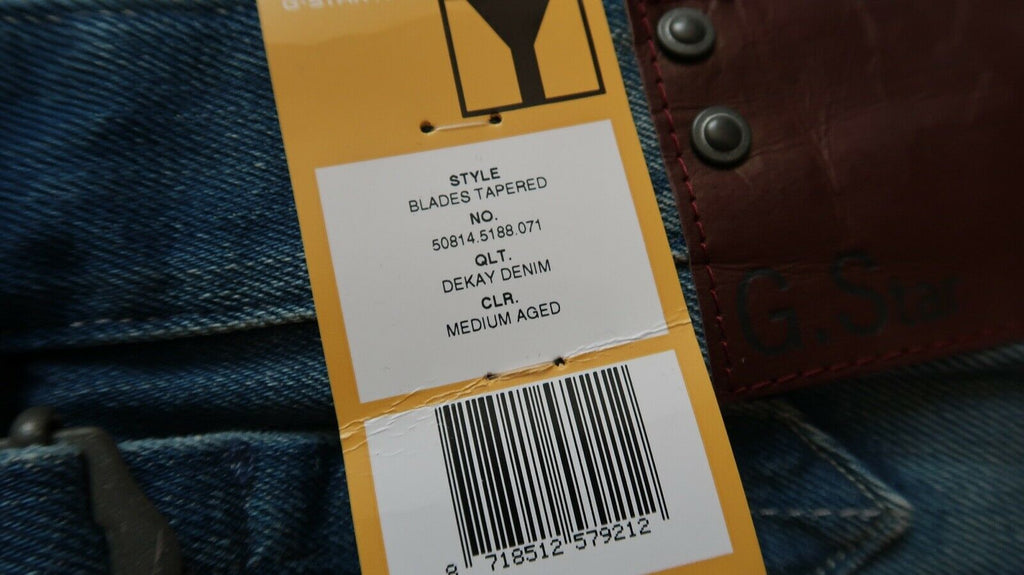 STYLE
BLADES TAPERED
NO.
50814.5188.071
QLT.
DEKAY DENIM
CLR.
MEDIUM AGED
8 718512 579212
G.Star